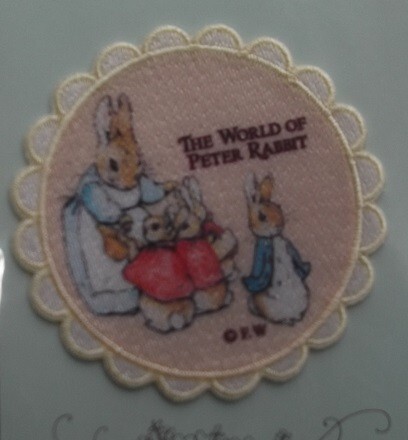 THE WORLD OF
PETER RABBIT
© F.W